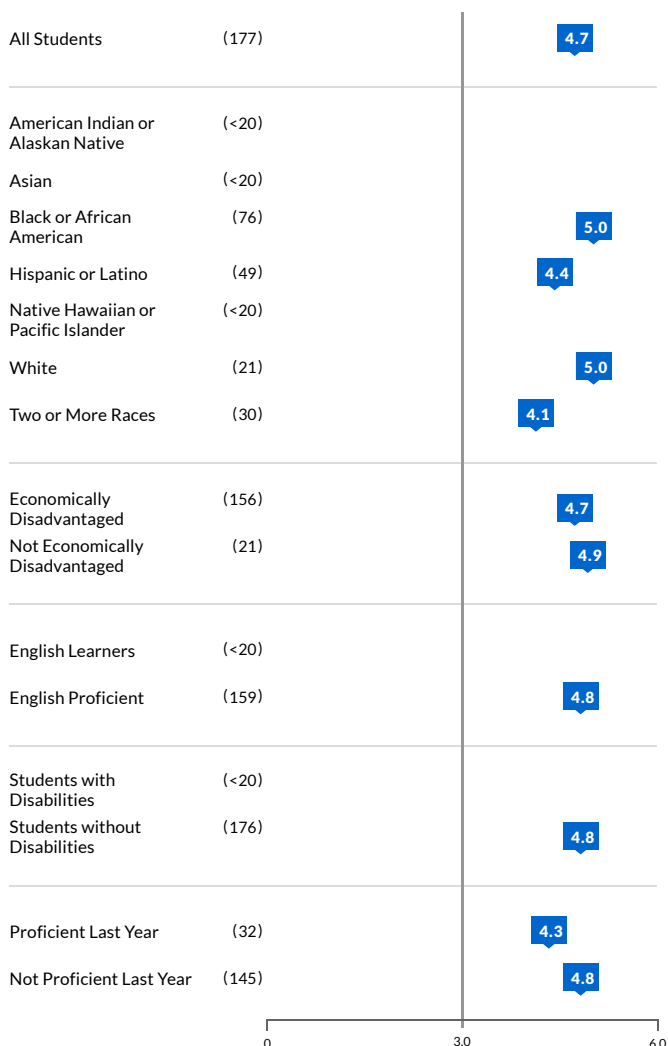 All Students (177) 4.7
American Indian or (<20)
Alaskan Native
Asian (<20)
Black or African (76) 5.0
American
Hispanic or Latino (49) 4.4
Native Hawaiian or (<20)
Pacific Islander
White (21) 5.0
Two or More Races (30) 4.1
Economically (156) 4.7
Disadvantaged
Not Economically (21) 4.9
Disadvantaged
English Learners (<20)
English Proficient (159) 4.8
Students with (<20)
Disabilities
Students without (176) 4.8
Disabilities
Proficient Last Year (32) 4.3
Not Proficient Last Year (145) 4.8
0 3.0 6.0